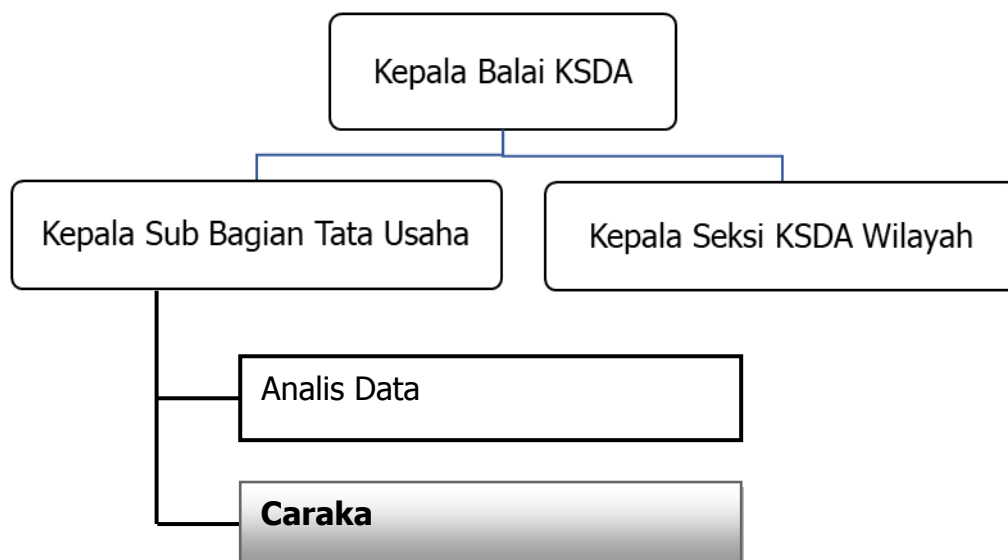 Kepala Balai KSDA
Kepala Sub Bagian Tata Usaha
Kepala Seksi KSDA Wilayah
Analis Data
Caraka